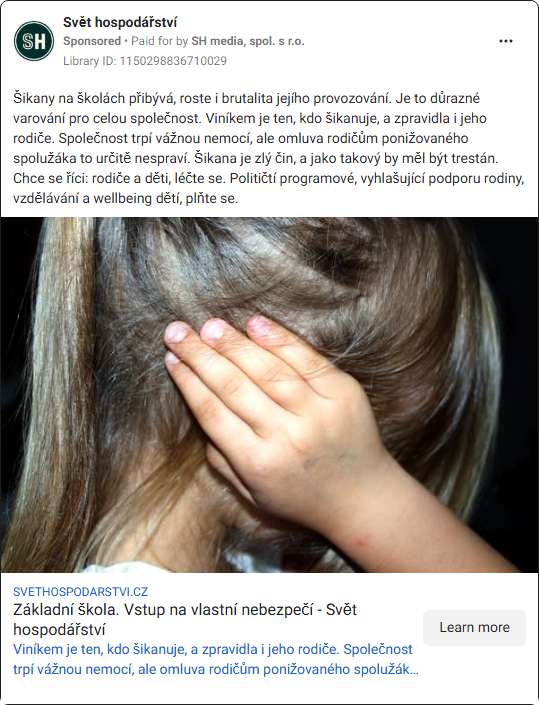 SH
Svět hospodářství
Sponsored • Paid for by SH media, spol. s r.o.
Library ID: 1150298836710029
Šikany na školách přibývá, roste i brutalita jejího provozování. Je to důrazné
varování pro celou společnost. Viníkem je ten, kdo šikanuje, a zpravidla i jeho
rodiče. Společnost trpí vážnou nemocí, ale omluva rodičům ponižovaného
spolužáka to určitě nespraví. Šikana je zlý čin, a jako takový by měl být trestán.
Chce se říci: rodiče a děti, léčte se. Političtí programové, vyhlašující podporu rodiny,
vzdělávání a wellbeing dětí, plňte se.
SVETHOSPODARSTVI.CZ
Základní škola. Vstup na vlastní nebezpečí - Svět
hospodářství
Viníkem je ten, kdo šikanuje, a zpravidla i jeho rodiče. Společnost
trpí vážnou nemocí, ale omluva rodičům ponižovaného spolužák...
Learn more